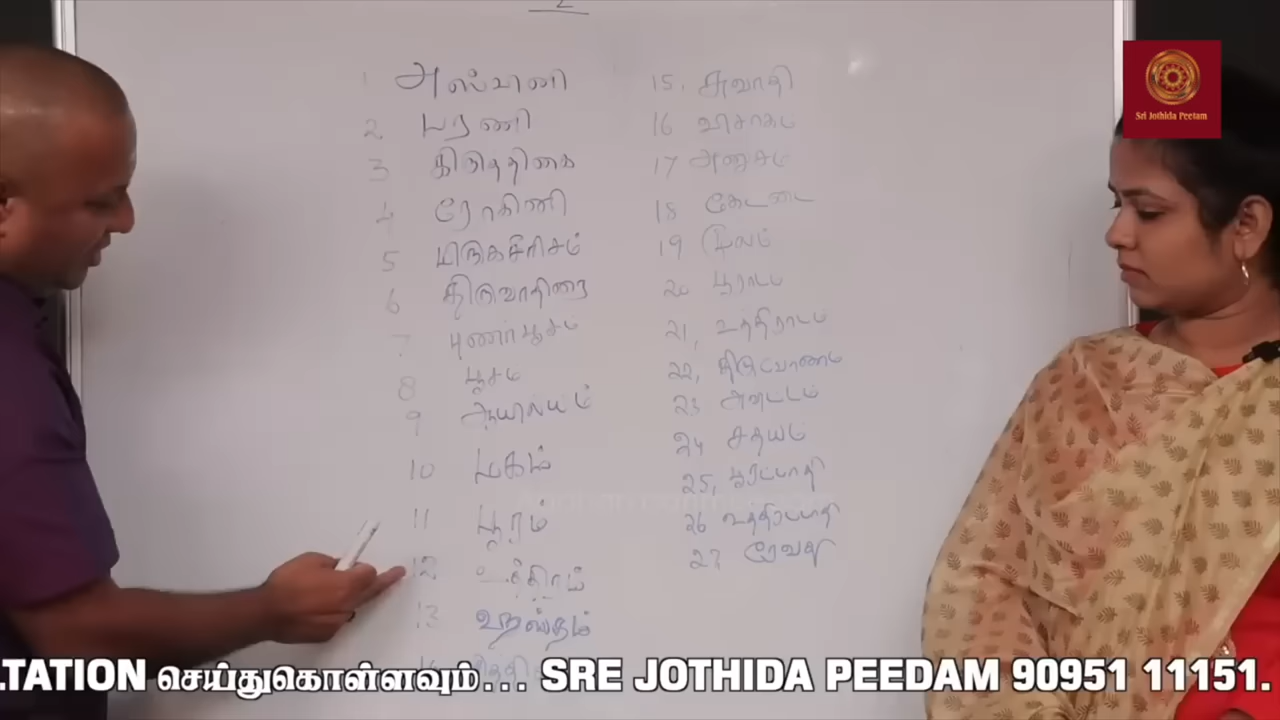 1 அஸ்வினி
2 பரணி
3 கிருத்திகை
4 ரோகிணி
5 மிருகசீரிசம்
6 திருவாதிரை
7 புணர்பூசம்
8 பூசம்
9 ஆயில்யம்
10 மகம்
11 பூரம்
12 உத்திரம்
13 ஹஸ்தம்
15, சுவாதி
16 விசாகம்
17 அனுசம்
18 கேட்டை
19 மூலம்
20 பூராடம்
21, உத்திராடம்
22, திருவோணம்
23 அவிட்டம்
24 சதயம்
25, பூரட்டாதி
26 உத்திரட்டாதி
27 ரேவதி
Sri Jothida Peetam
.TATION செய்துகொள்ளவும்... SRE JOTHIDA PEEDAM 90951 11151.